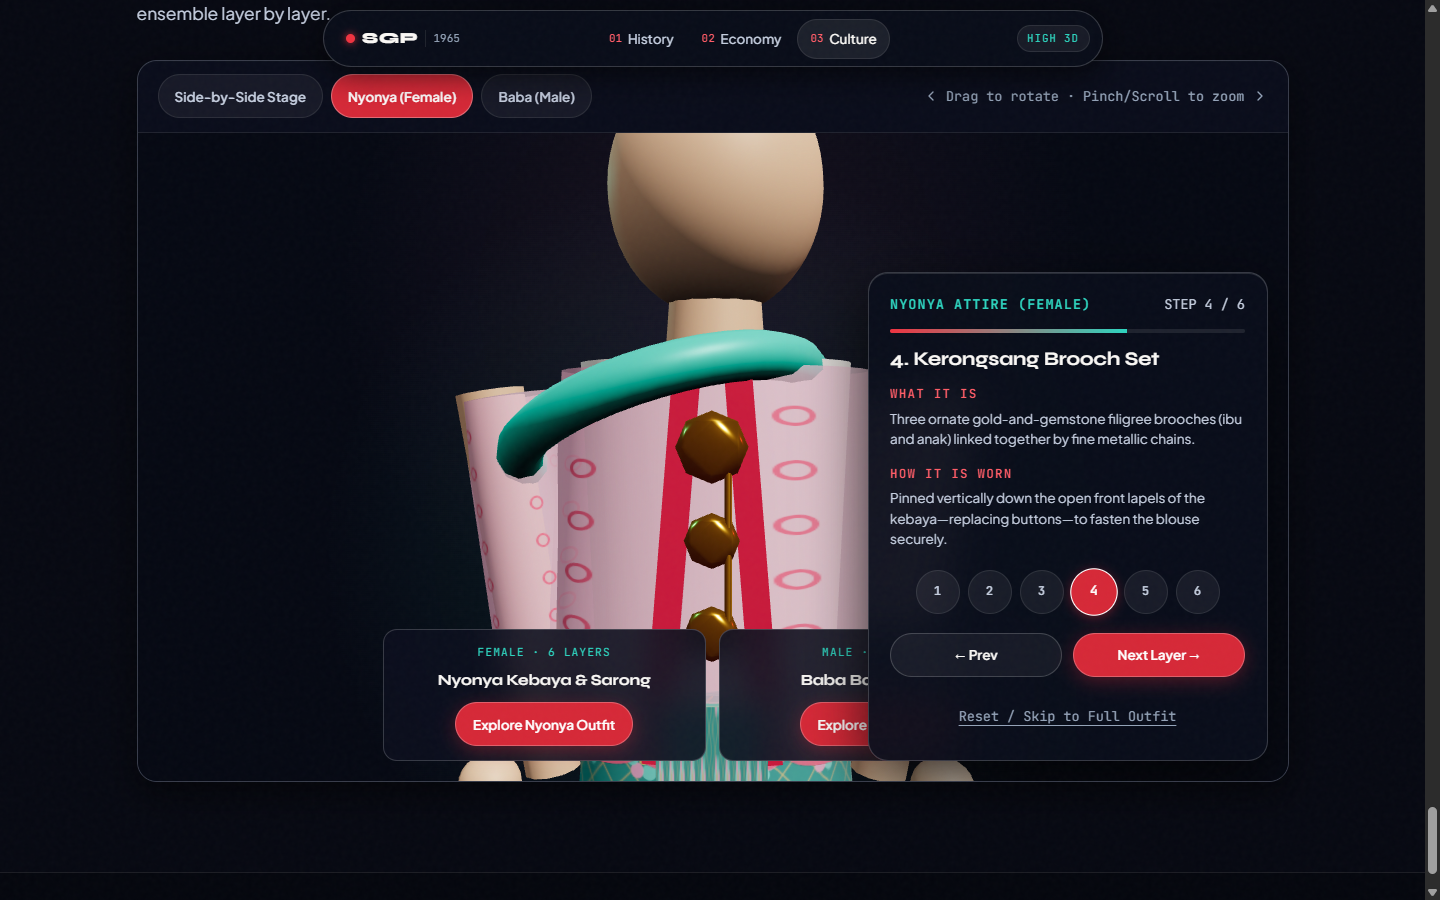 ensemble layer by layer.
SGP 1965
01 History
02 Economy
03 Culture
HIGH 3D
Side-by-Side Stage
Nyonya (Female)
Baba (Male)
Drag to rotate · Pinch/Scroll to zoom
NYONYA ATTIRE (FEMALE)
STEP 4 / 6
4. Kerongsang Brooch Set
WHAT IT IS
Three ornate gold-and-gemstone filigree brooches (ibu
and anak) linked together by fine metallic chains.
HOW IT IS WORN
Pinned vertically down the open front lapels of the
kebaya—replacing buttons—to fasten the blouse
securely.
1 2 3 4 5 6
← Prev
Next Layer →
Reset / Skip to Full Outfit
FEMALE · 6 LAYERS
Nyonya Kebaya & Sarong
Explore Nyonya Outfit
MALE ·
Baba
Explore